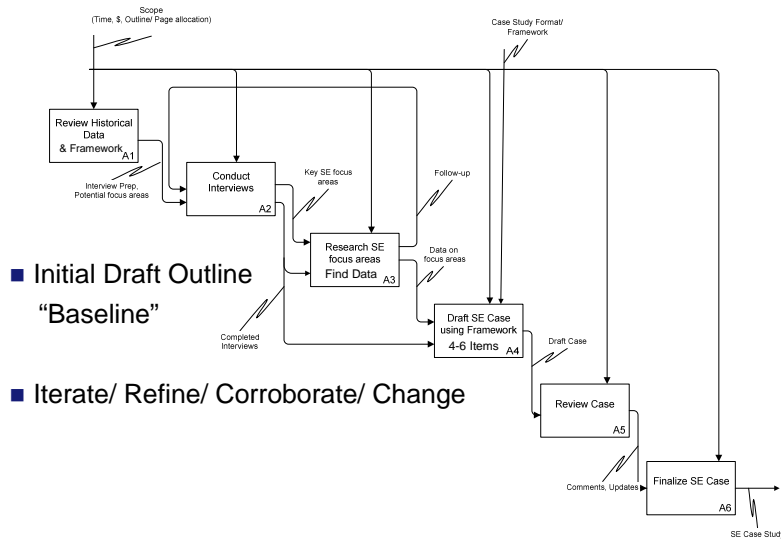 Scope
(Time, $, Outline/ Page allocation)
Case Study Format/
Framework
Review Historical
Data
& Framework
A1
Interview Prep,
Potential focus areas
Conduct
Interviews
A2
Key SE focus
areas
Follow-up
Research SE
focus areas
Find Data
A3
Data on
focus areas
■ Initial Draft Outline
“Baseline”
Completed
Interviews
Draft SE Case
using Framework
4-6 Items
A4
Draft Case
■ Iterate/ Refine/ Corroborate/ Change
Review Case
A5
Comments, Updates
Finalize SE Case
A6
SE Case Stud